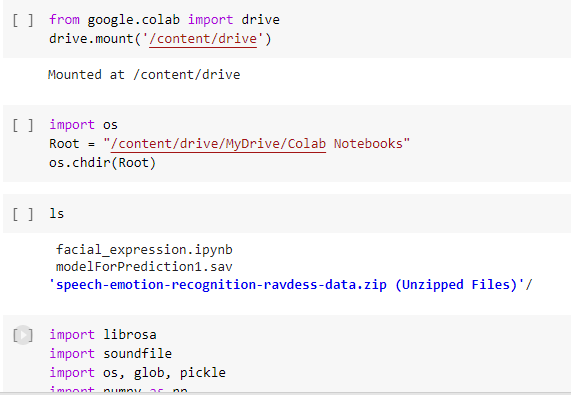 [ ] from google.colab import drive
drive.mount('/content/drive')
Mounted at /content/drive
[ ] import os
Root = "/content/drive/MyDrive/Colab Notebooks"
os.chdir(Root)
[ ] ls
facial_expression.ipynb
modelForPrediction1.sav
'speech-emotion-recognition-ravdess-data.zip (Unzipped Files)'/
[ ] import librosa
import soundfile
import os, glob, pickle
import numpy as np